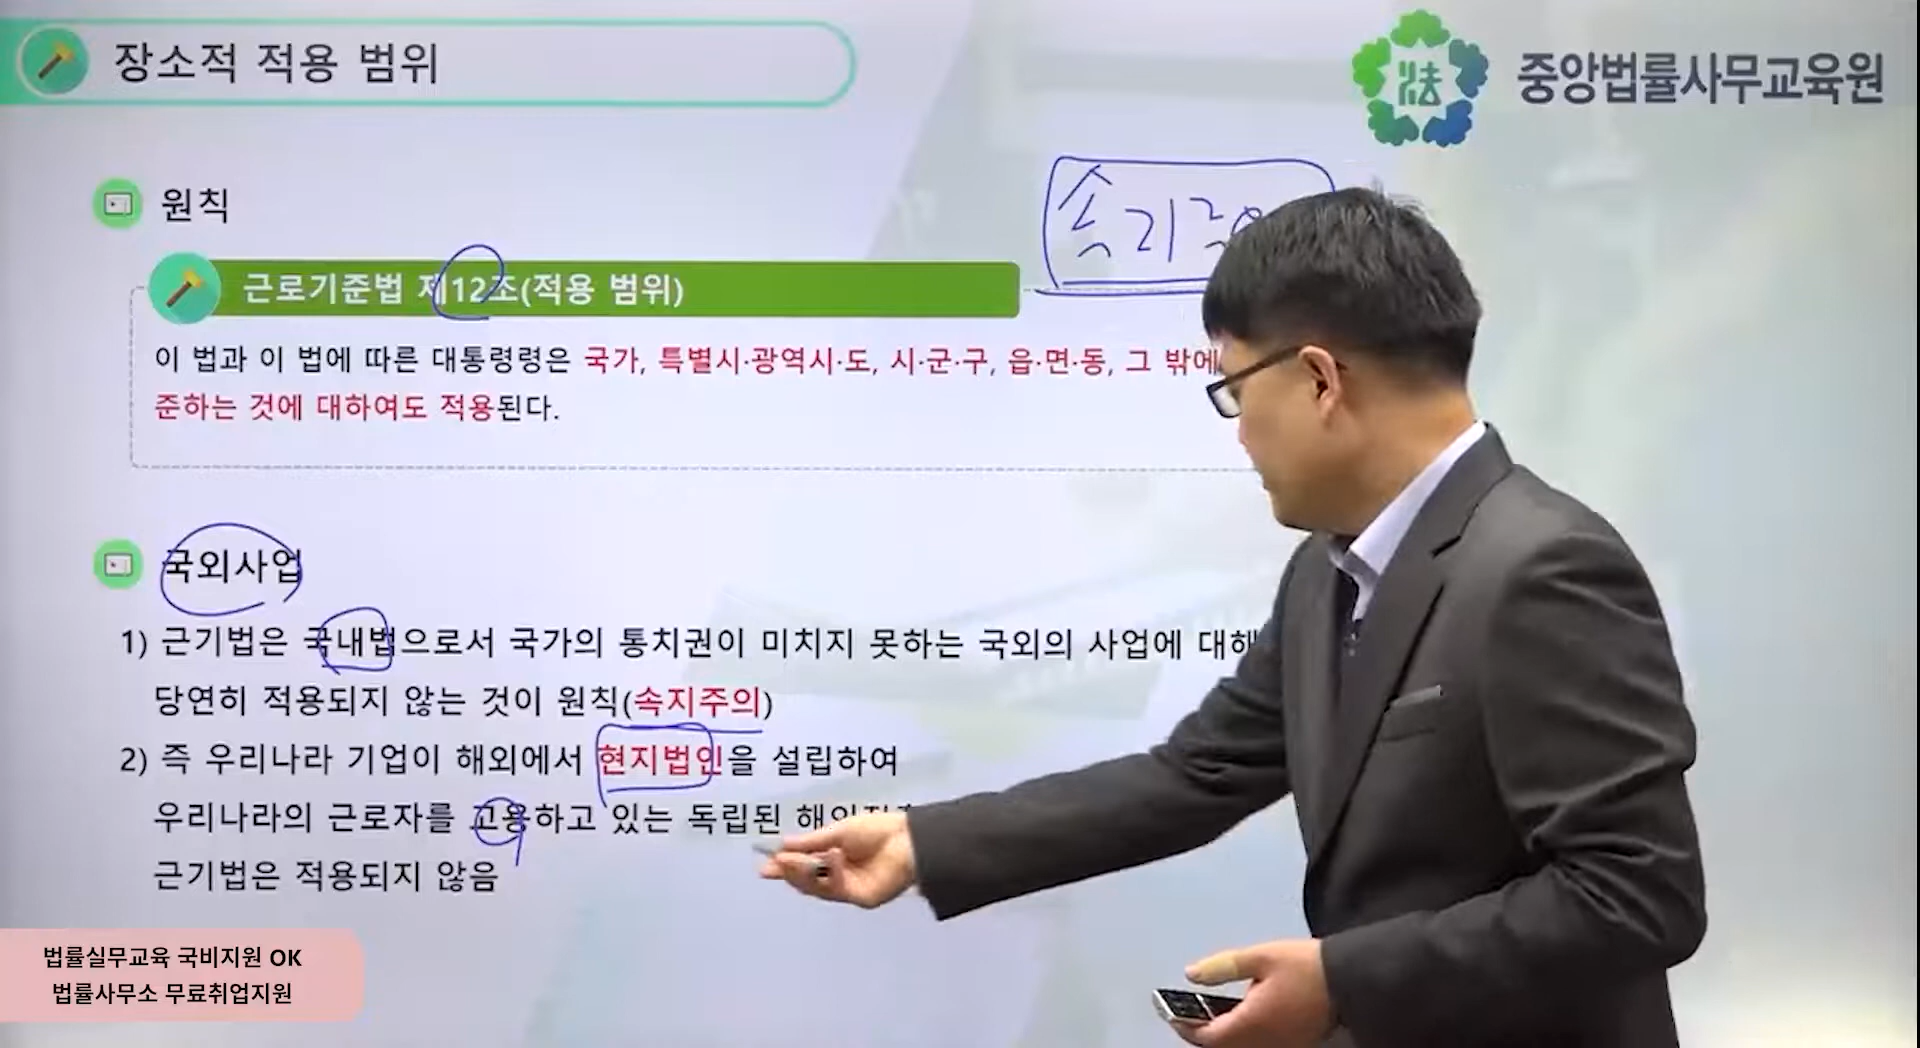 장소적 적용 범위
중앙법률사무교육원
원칙
속지주
근로기준법 제12조(적용 범위)
이 법과 이 법에 따른 대통령령은 국가, 특별시·광역시·도, 시·군·구, 읍·면·동, 그 밖에
준하는 것에 대하여도 적용된다.
국외사업
1) 근기법은 국내법으로서 국가의 통치권이 미치지 못하는 국외의 사업에 대해
당연히 적용되지 않는 것이 원칙(속지주의)
2) 즉 우리나라 기업이 해외에서 현지법인을 설립하여
우리나라의 근로자를 고용하고 있는 독립된
근기법은 적용되지 않음
법률실무교육 국비지원 OK
법률사무소 무료취업지원